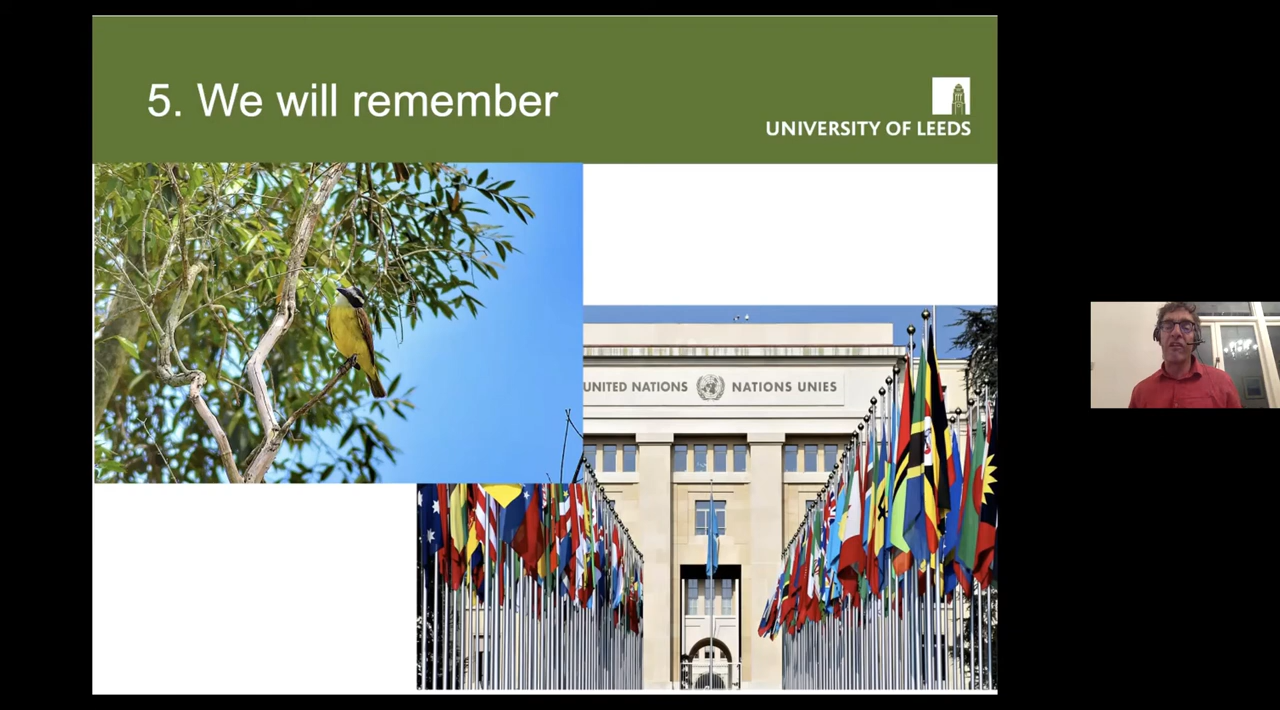 5. We will remember
UNIVERSITY OF LEEDS
UNITED NATIONS NATIONS UNIES